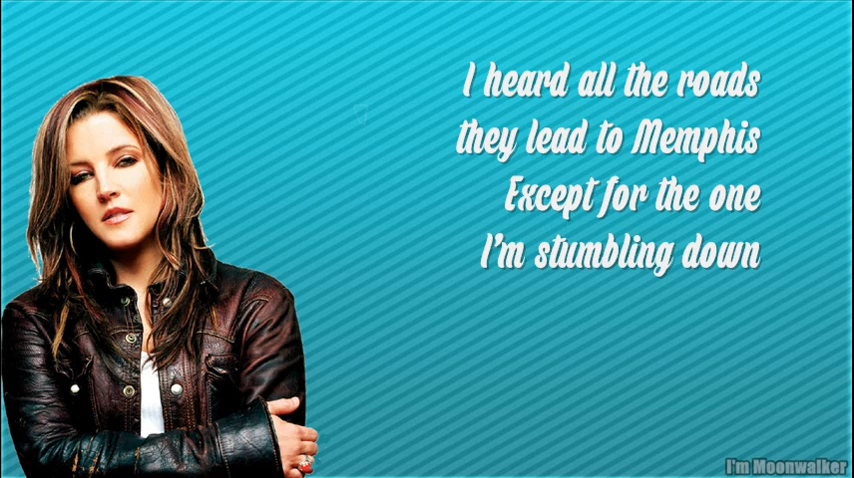 I heard all the roads
they lead to Memphis
Except for the one
I'm stumbling down
I'm Moonwalker